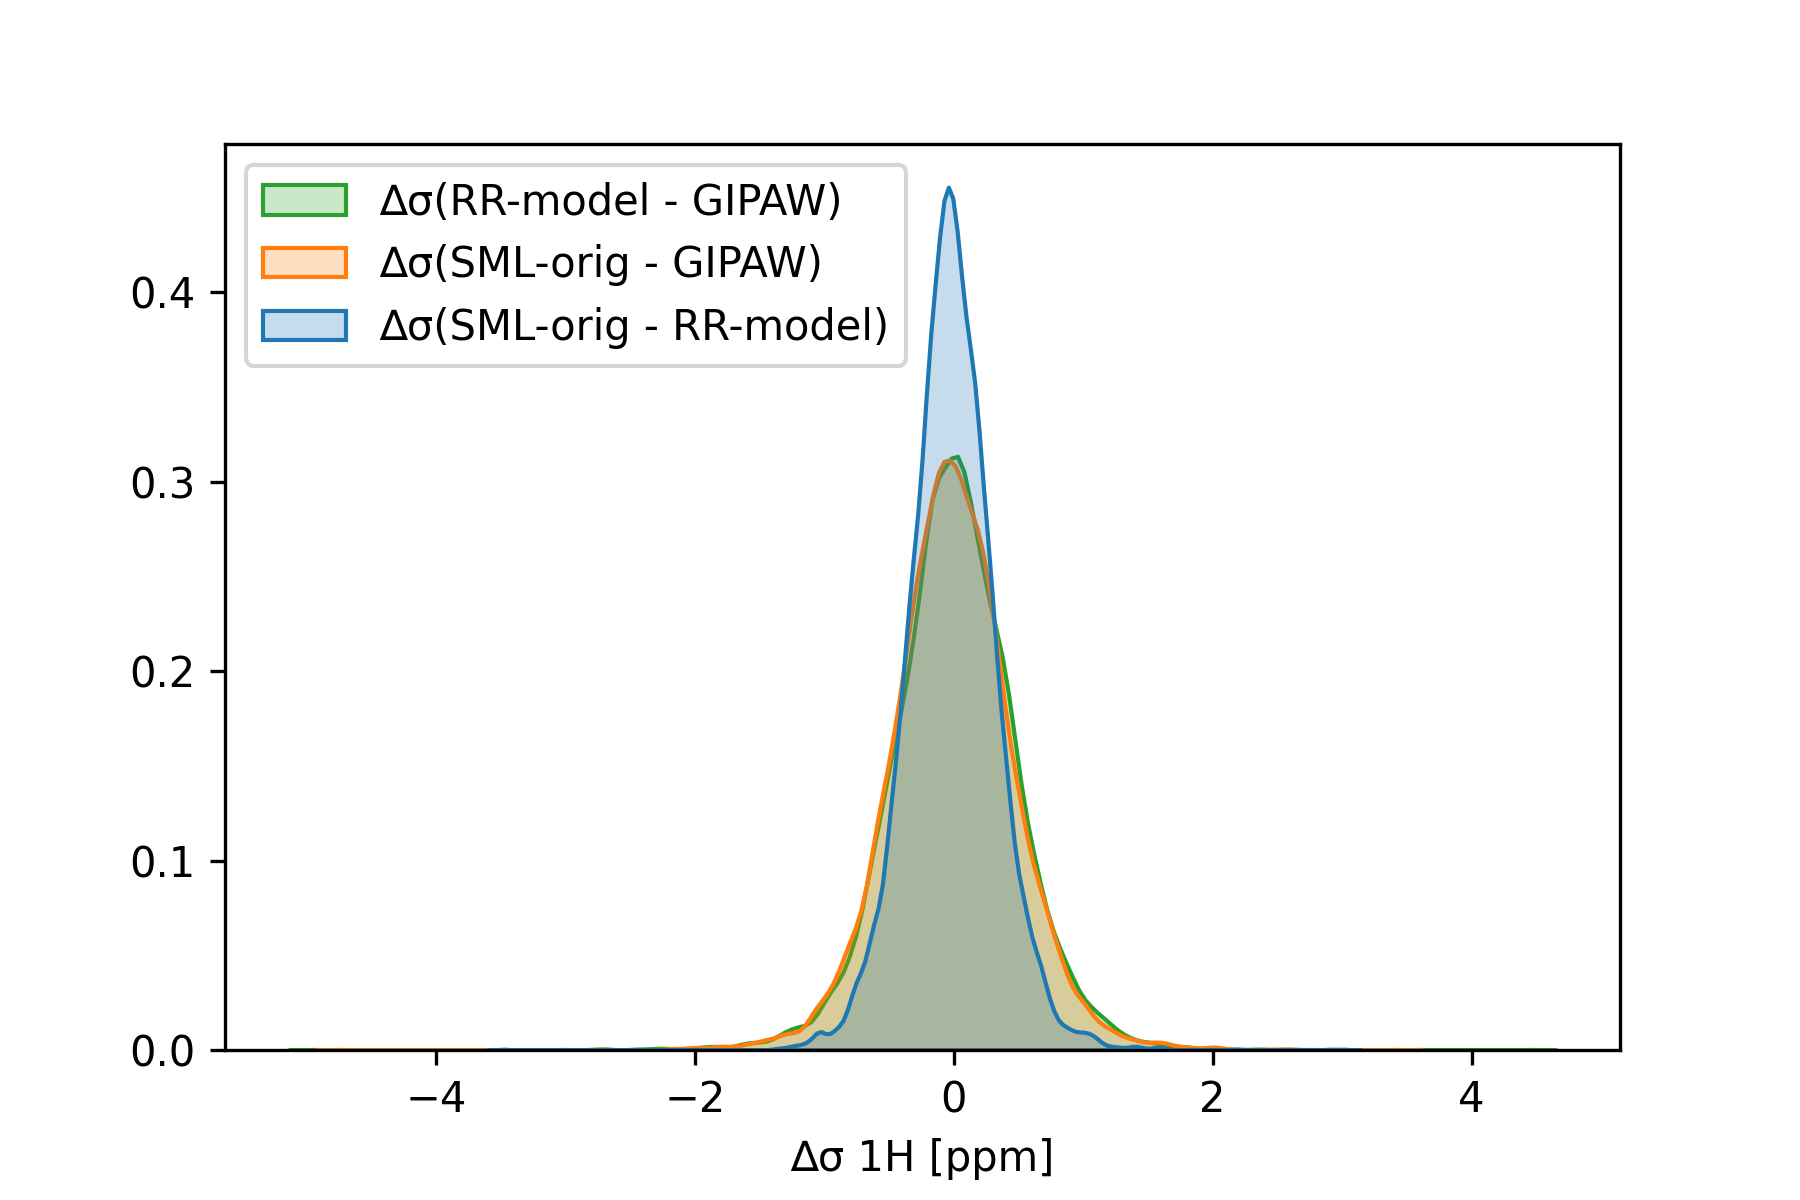 Δσ(RR-model - GIPAW)
Δσ(SML-orig - GIPAW)
Δσ(SML-orig - RR-model)
0.4
0.3
0.2
0.1
0.0
−4 −2 0 2 4
Δσ 1H [ppm]